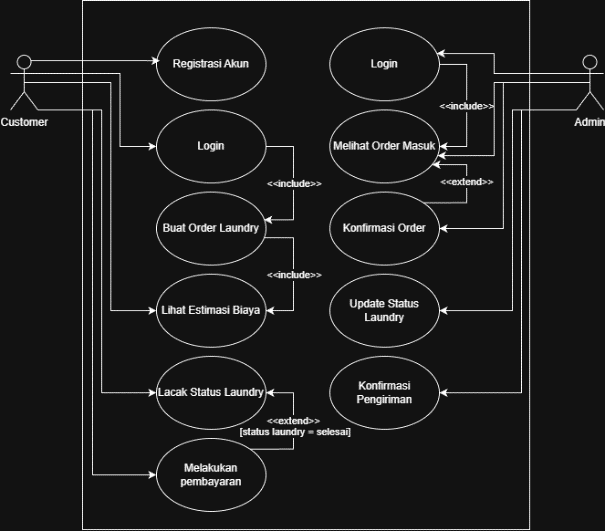 Registrasi Akun
Login
<<include>>
Customer
Admin
Login
Melihat Order Masuk
<<include>>
<<extend>>
Buat Order Laundry
Konfirmasi Order
<<include>>
Lihat Estimasi Biaya
Update Status
Laundry
Lacak Status Laundry
Konfirmasi
Pengiriman
<<extend>>
[status laundry = selesai]
Melakukan
pembayaran